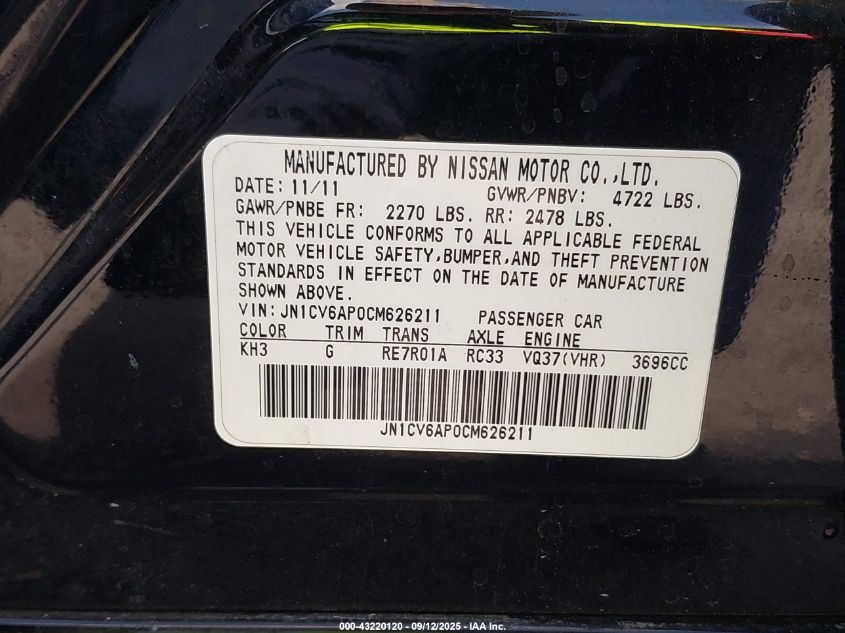 MANUFACTURED BY NISSAN MOTOR CO.,LTD.
DATE: 11/11 GVWR/PNBV: 4722 LBS.
GAWR/PNBE FR: 2270 LBS. RR: 2478 LBS.
THIS VEHICLE CONFORMS TO ALL APPLICABLE FEDERAL
MOTOR VEHICLE SAFETY,BUMPER,AND THEFT PREVENTION
STANDARDS IN EFFECT ON THE DATE OF MANUFACTURE
SHOWN ABOVE.
VIN:JN1CV6AP0CM626211 PASSENGER CAR
COLOR TRIM TRANS AXLE ENGINE
KH3 G RE7R01A RC33 VQ37(VHR) 3696CC
JN1CV6AP0CM626211
000-43220120 - 09/12/2025 - IAA Inc.